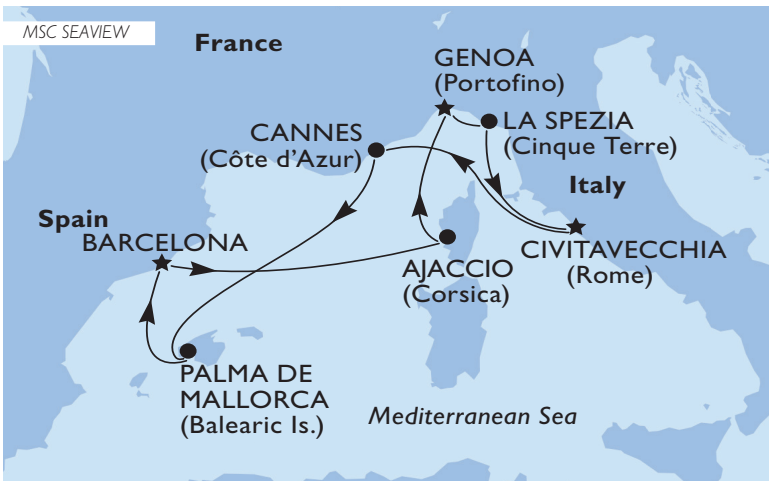 MSC SEAVIEW
France
GENOA
(Portofino)
CANNES
(Côte d'Azur)
LA SPEZIA
(Cinque Terre)
Italy
Spain
BARCELONA
AJACCIO
(Corsica)
CIVITAVECCHIA
(Rome)
PALMA DE
MALLORCA
(Balearic Is.)
Mediterranean Sea